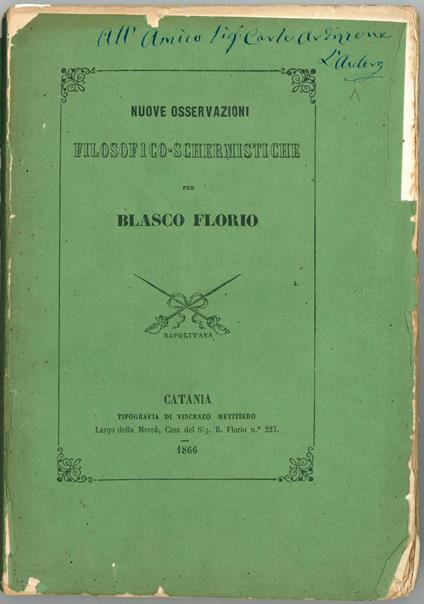 All' Amico Sig. Carlo Ardizzone
L'Autore
NUOVE OSSERVAZIONI
FILOSOFICO-SCHERMISTICHE
PER
BLASCO FLORIO
NAPOLITANA
CATANIA
TIPOGRAFIA DI VINCENZO METITIERO
Largo della Mercè, Casa del Sig. B. Florio n.° 227.
1866